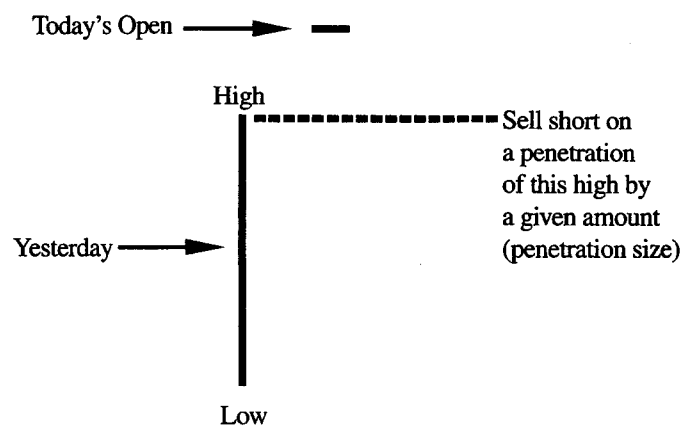 Today's Open
High
Sell short on
a penetration
of this high by
a given amount
(penetration size)
Yesterday
Low